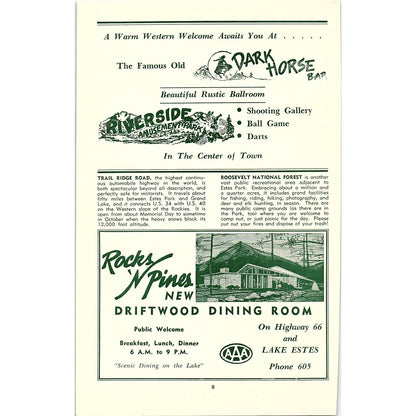 A Warm Western Welcome Awaits You At . . . . .
The Famous Old
DARK HORSE BAR
Beautiful Rustic Ballroom
RIVERSIDE
AMUSEMENT PARK
• Shooting Gallery
• Ball Game
• Darts
In The Center of Town
TRAIL RIDGE ROAD, the highest continu-
ous automobile highway in the world, is
both spectacular beyond all description, and
perfectly safe for motorists. It travels about
fifty miles between Estes Park and Grand
Lake, and it connects U.S. 34 with U.S. 40
on the Western slope of the Rockies. It is
open from about Memorial Day to sometime
in October when the heavy snows block its
12,000 foot altitude.
ROOSEVELT NATIONAL FOREST is another
vast public recreational area adjacent to
Estes Park. Embracing about a million and
a quarter acres, it includes great country
for fishing, riding, hiking, photography, and
deer and elk hunting, in season. There are
many public camp grounds (as there are in
the Park, too) where you are welcome to
camp out, or just picnic for the day. Please
put out your fires and dispose of your trash!
Rocks
'N Pines
NEW
DRIFTWOOD DINING ROOM
Public Welcome
Breakfast, Lunch, Dinner
6 A.M. to 9 P.M.
"Scenic Dining on the Lake"
AAA
On Highway 66
and
LAKE ESTES
Phone 605
8